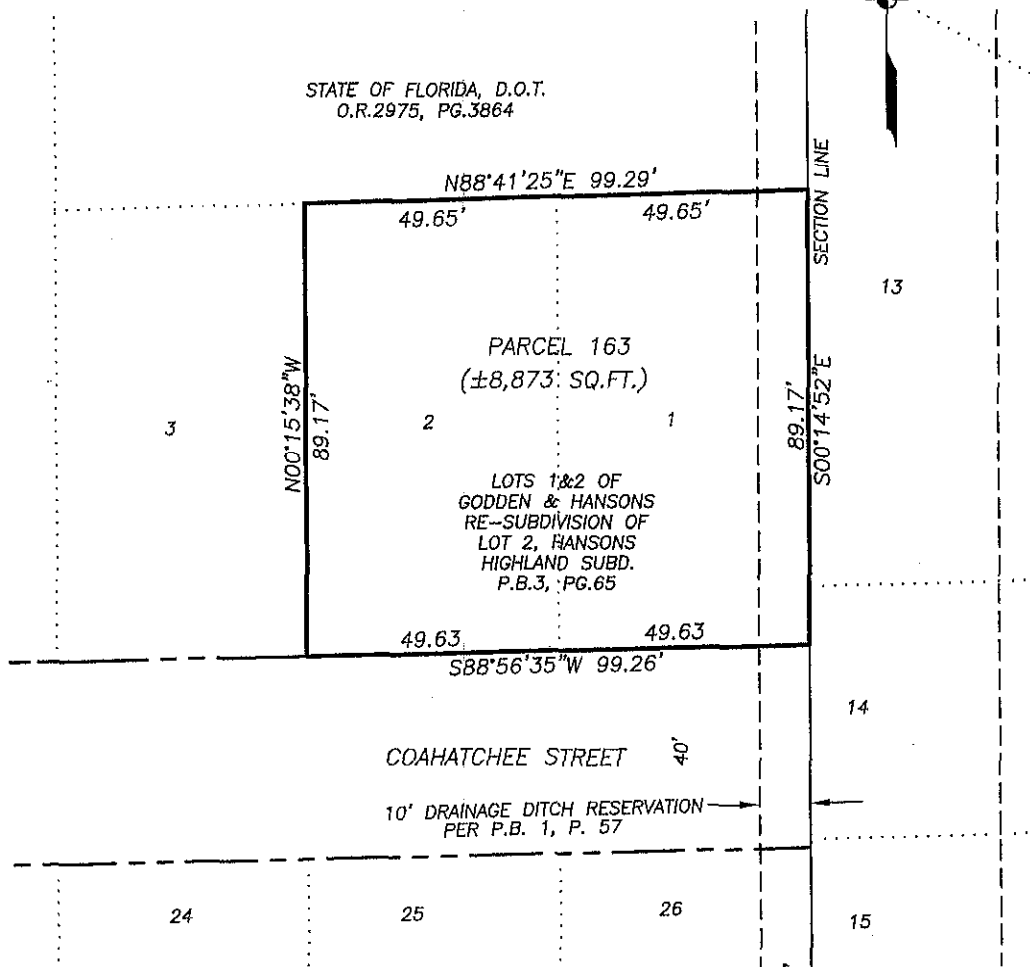 STATE OF FLORIDA, D.O.T.
O.R.2975, PG.3864
N88°41'25"E 99.29'
49.65'
49.65'
SECTION LINE
13
PARCEL 163
(±8,873 SQ.FT.)
N00°15'38"W
89.17'
89.17'
S00°14'52"E
3
2
1
LOTS 1&2 OF
GODDEN & HANSONS
RE-SUBDIVISION OF
LOT 2, HANSONS
HIGHLAND SUBD.
P.B.3, PG.65
49.63
49.63
S88°56'35"W 99.26'
14
COAHATCHEE STREET
40'
10' DRAINAGE DITCH RESERVATION
PER P.B. 1, P. 57
24
25
26
15